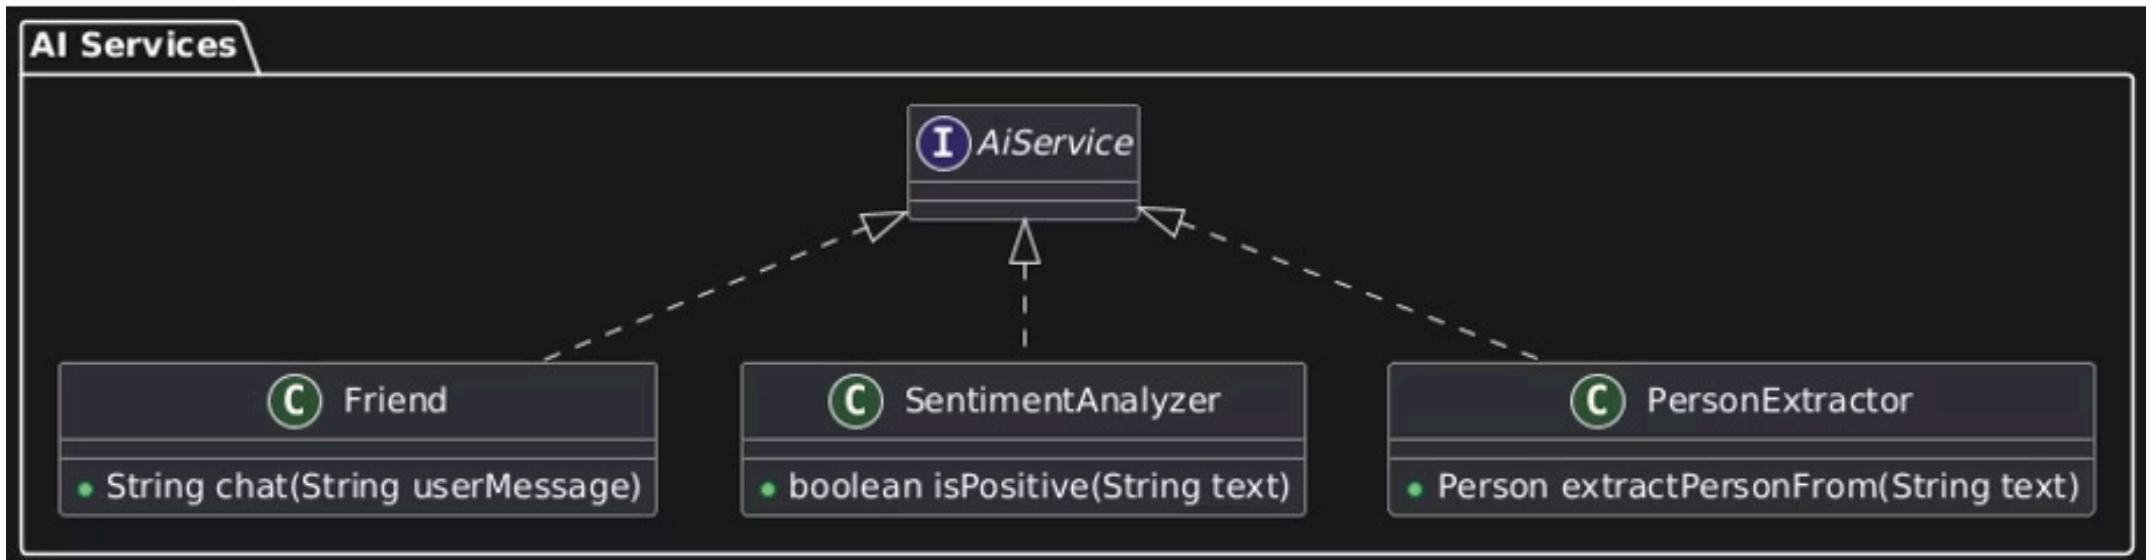 AI Services
I AiService
C Friend
String chat(String userMessage)
C SentimentAnalyzer
boolean isPositive(String text)
C PersonExtractor
Person extractPersonFrom(String text)